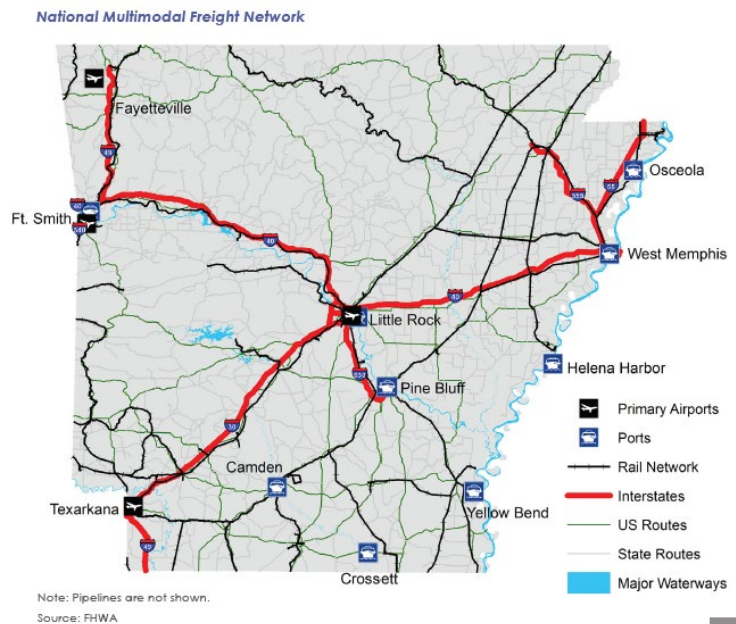 National Multimodal Freight Network
Fayetteville
49
40
Ft. Smith
540
40
Osceola
55
555
West Memphis
40
Little Rock
530
Pine Bluff
Helena Harbor
30
Camden
Texarkana
49
Yellow Bend
Crossett
Primary Airports
Ports
Rail Network
Interstates
US Routes
State Routes
Major Waterways
Note: Pipelines are not shown.
Source: FHWA